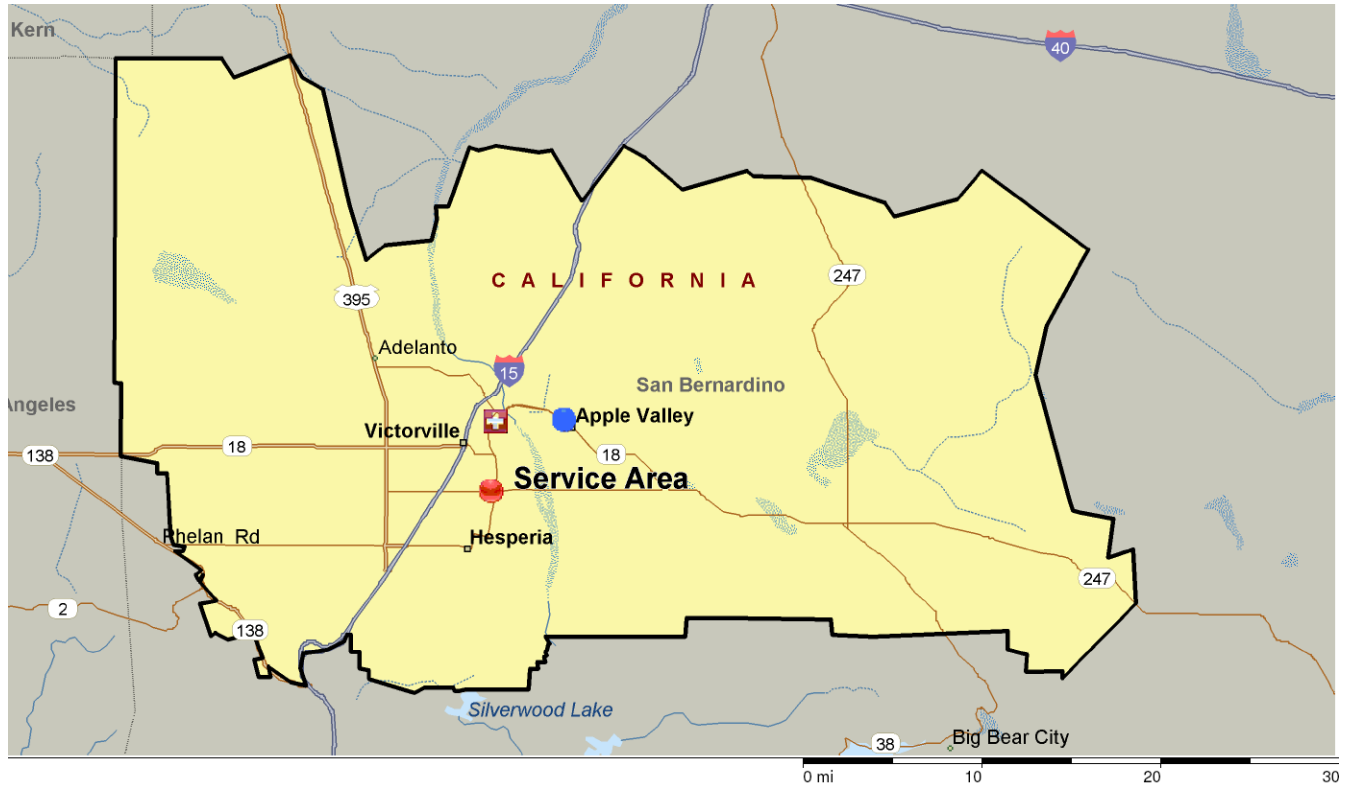 Kern
40
CALIFORNIA
247
395
Adelanto
15
San Bernardino
Angeles
Apple Valley
Victorville
18
138
18
Service Area
Phelan Rd
Hesperia
247
2
138
Silverwood Lake
38
Big Bear City
0 mi 10 20 30